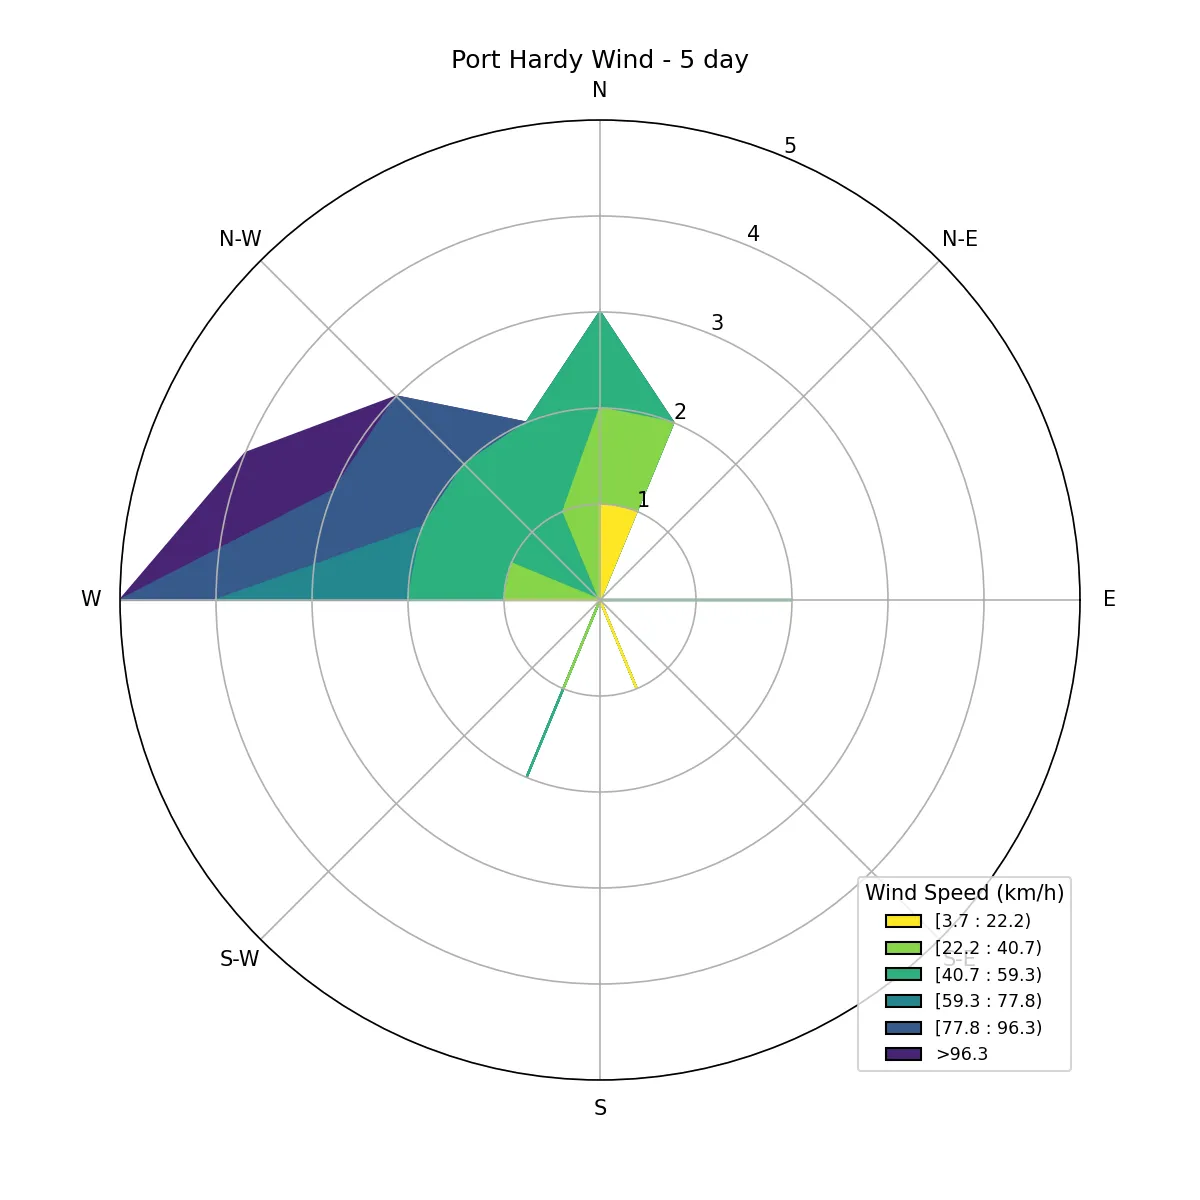 Port Hardy Wind - 5 day
N
5
N-W
N-E
4
3
2
1
W
E
Wind Speed (km/h)
[3.7 : 22.2)
[22.2 : 40.7)
S-W
S-E
[40.7 : 59.3)
[59.3 : 77.8)
[77.8 : 96.3)
>96.3
S